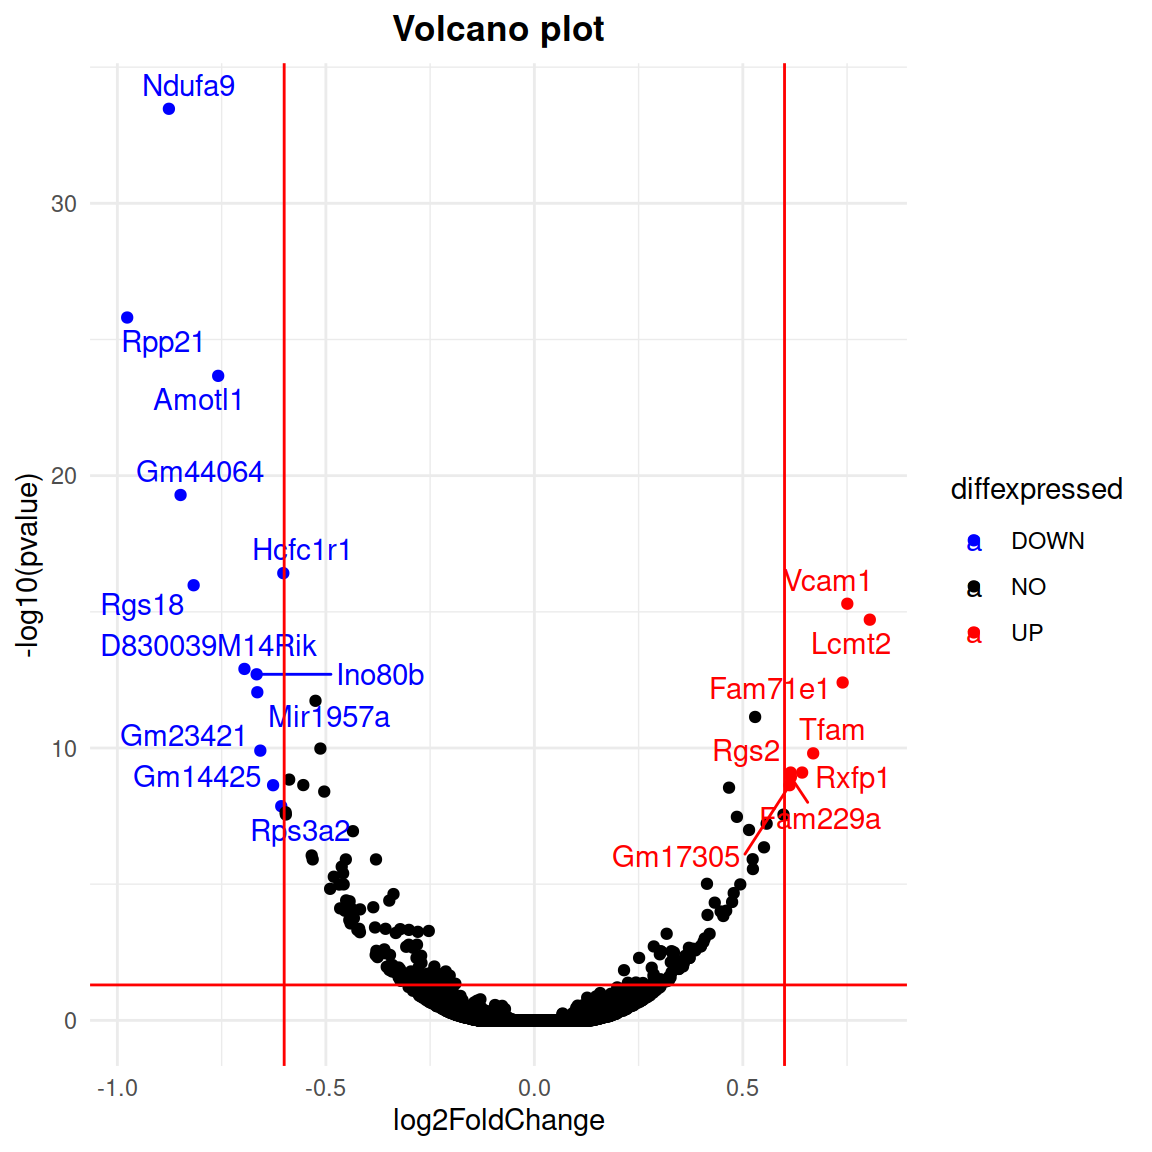 Volcano plot
Ndufa9
30
Rpp21
Amotl1
Gm44064
20
Hcfc1r1
Rgs18
Vcam1
Lcmt2
D830039M14Rik
Ino80b
Fam71e1
Mir1957a
Gm23421
Tfam
10
Rgs2
Gm14425
Rxfp1
Rps3a2
Fam229a
Gm17305
0
-1.0
-0.5
0.0
0.5
log2FoldChange
-log10(pvalue)
diffexpressed
a DOWN
a NO
a UP